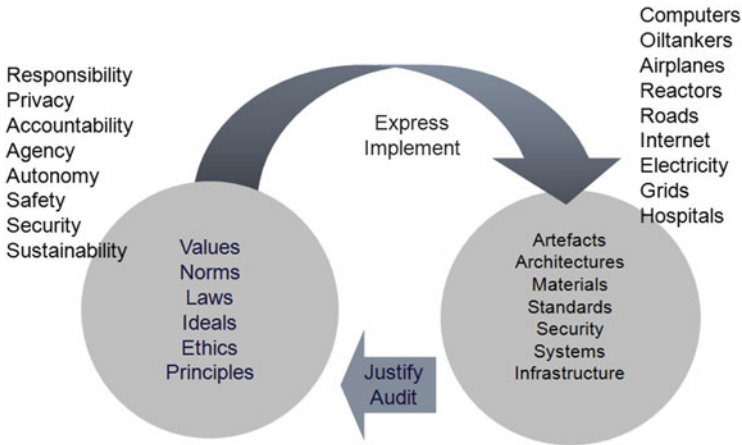 Responsibility
Privacy
Accountability
Agency
Autonomy
Safety
Security
Sustainability
Values
Norms
Laws
Ideals
Ethics
Principles
Express
Implement
Justify
Audit
Computers
Oiltankers
Airplanes
Reactors
Roads
Internet
Electricity
Grids
Hospitals
Artefacts
Architectures
Materials
Standards
Security
Systems
Infrastructure